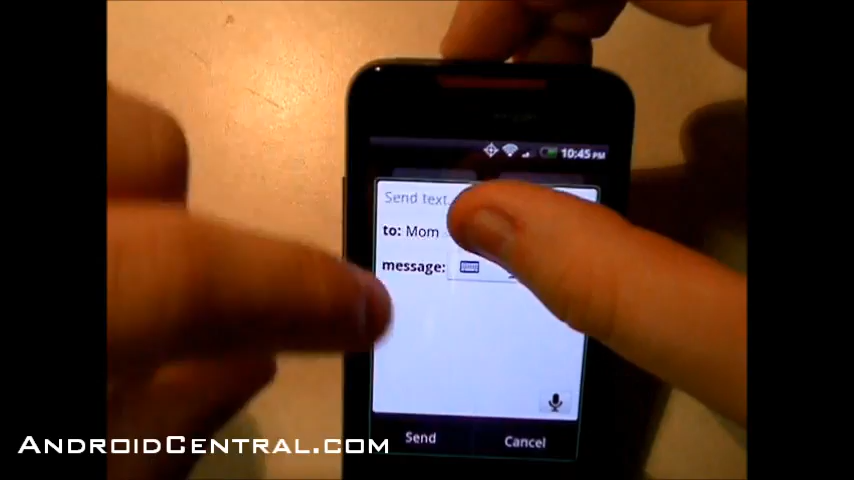 10:45 PM
Send text
to: Mom
message:
Send Cancel
ANDROIDCENTRAL.COM